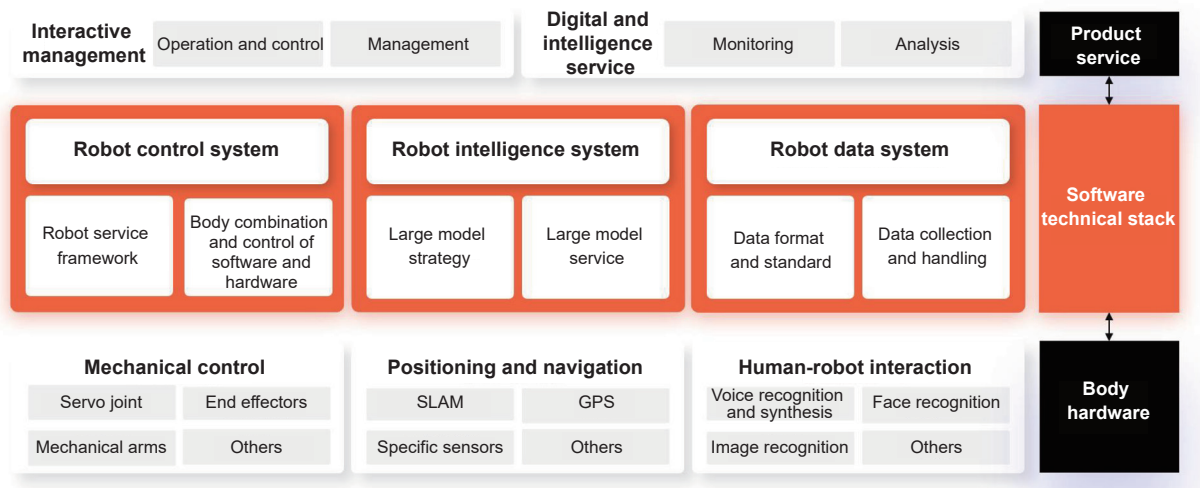 Interactive
management
Operation and control
Management
Digital and
intelligence
service
Monitoring
Analysis
Product
service
Robot control system
Robot service
framework
Body combination
and control of
software and
hardware
Robot intelligence system
Large model
strategy
Large model
service
Robot data system
Data format
and standard
Data collection
and handling
Software
technical stack
Mechanical control
Servo joint
End effectors
Mechanical arms
Others
Positioning and navigation
SLAM
GPS
Specific sensors
Others
Human-robot interaction
Voice recognition
and synthesis
Face recognition
Image recognition
Others
Body
hardware